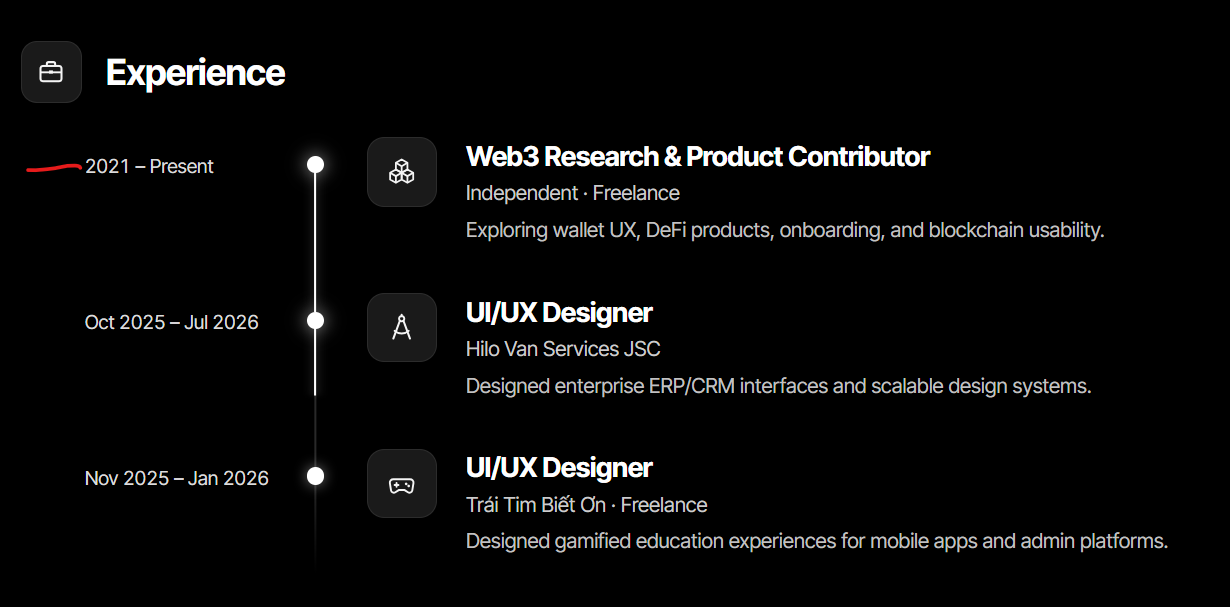 Experience
2021 – Present
Web3 Research & Product Contributor
Independent · Freelance
Exploring wallet UX, DeFi products, onboarding, and blockchain usability.
Oct 2025 – Jul 2026
UI/UX Designer
Hilo Van Services JSC
Designed enterprise ERP/CRM interfaces and scalable design systems.
Nov 2025 – Jan 2026
UI/UX Designer
Trái Tim Biết Ơn · Freelance
Designed gamified education experiences for mobile apps and admin platforms.